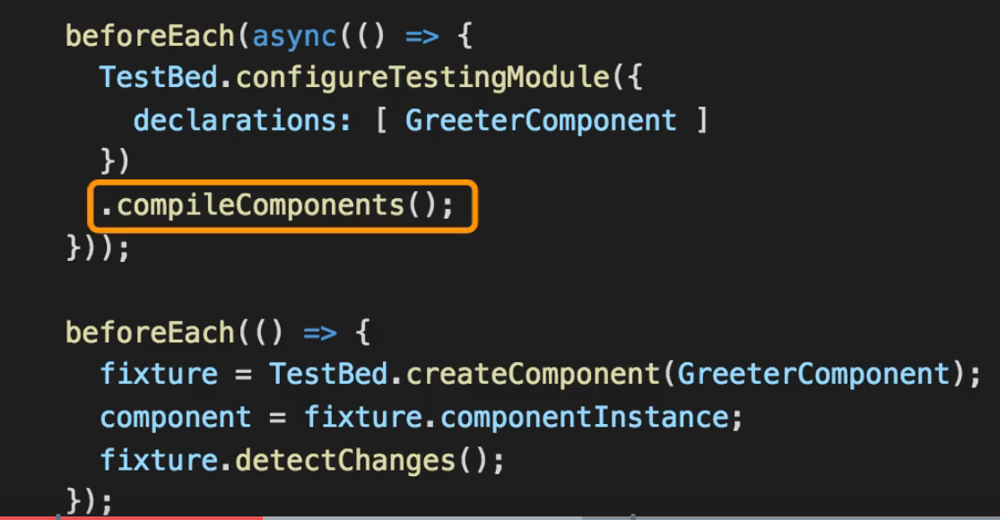 beforeEach(async(() => {
  TestBed.configureTestingModule({
    declarations: [ GreeterComponent ]
  })
  .compileComponents();
}));
beforeEach(() => {
  fixture = TestBed.createComponent(GreeterComponent);
  component = fixture.componentInstance;
  fixture.detectChanges();
});